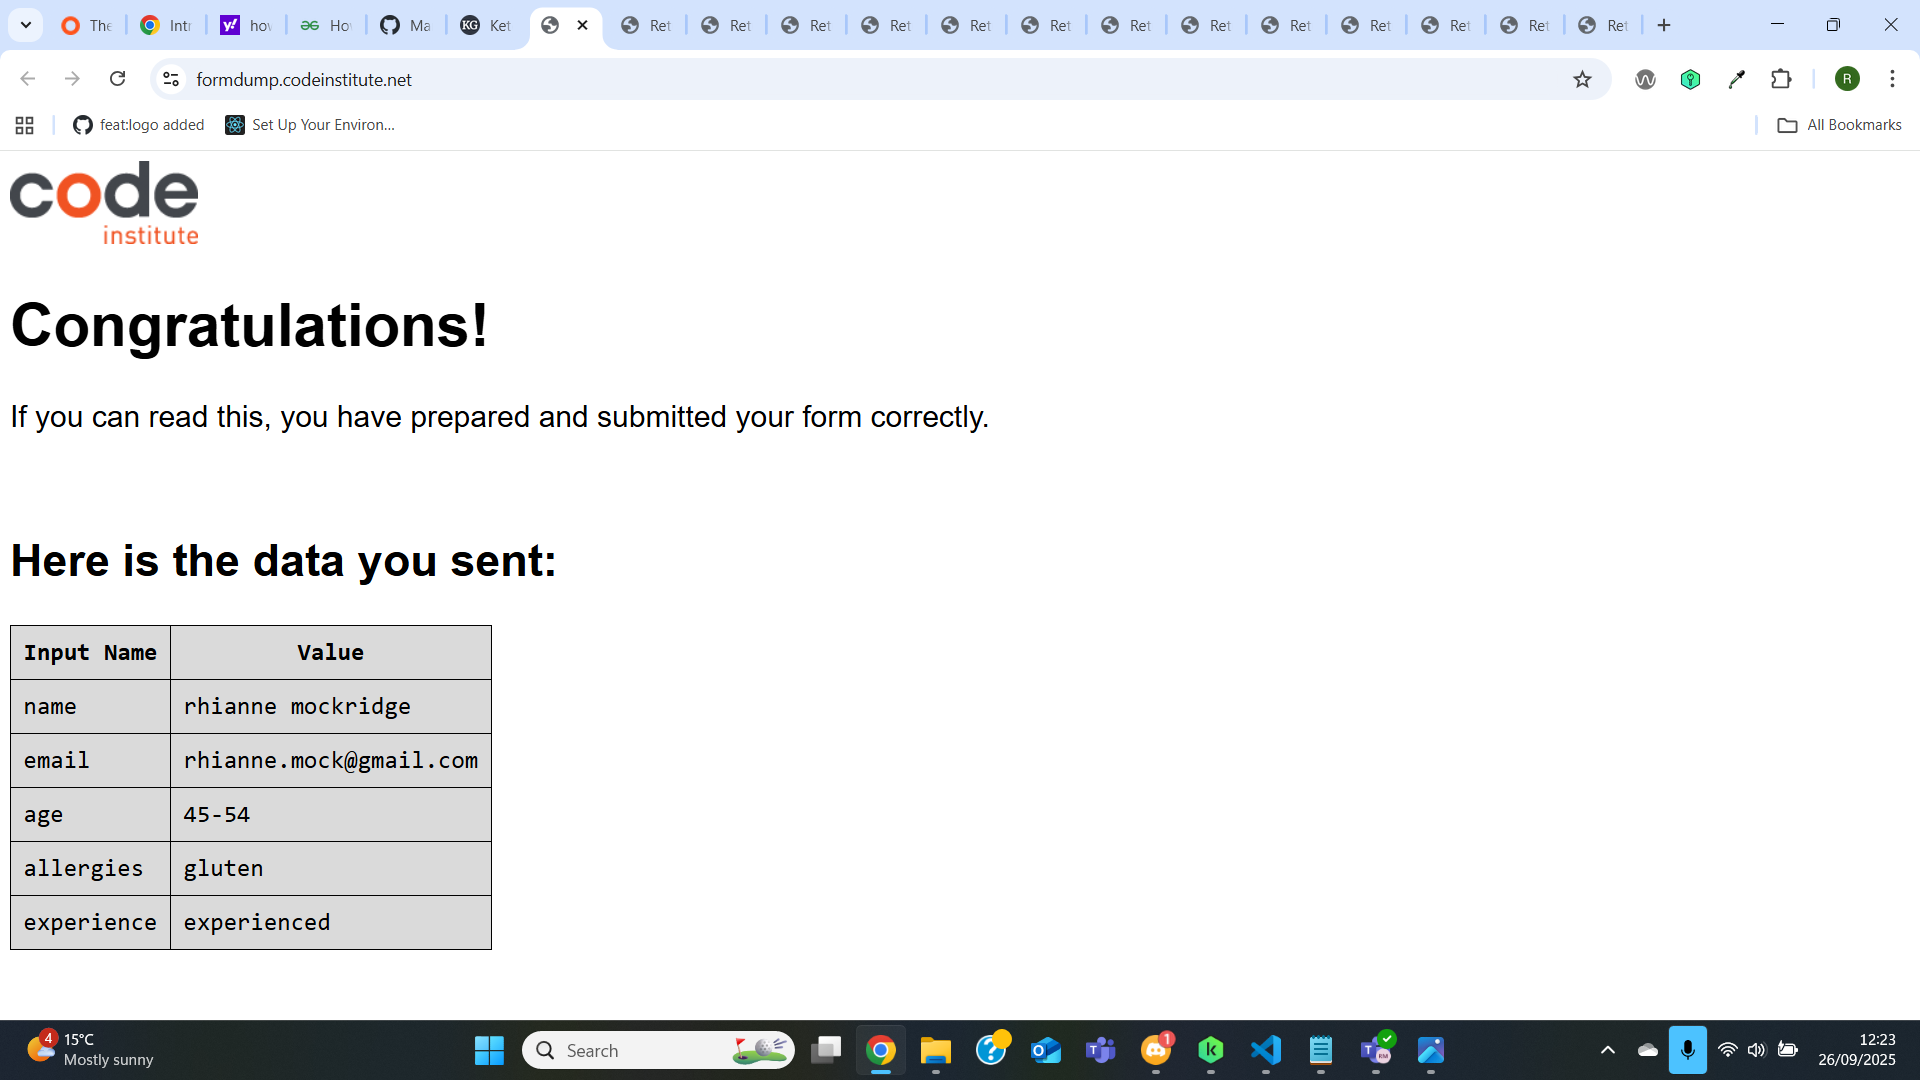 The
Intr
how
How
Ma
Ket
Ret
Ret
Ret
Ret
Ret
Ret
Ret
Ret
Ret
Ret
Ret
Ret
Ret
formdump.codeinstitute.net
R
feat:logo added
Set Up Your Environ...
All Bookmarks
code
institute
Congratulations!
If you can read this, you have prepared and submitted your form correctly.
Here is the data you sent:
Input Name Value
name rhianne mockridge
email rhianne.mock@gmail.com
age 45-54
allergies gluten
experience experienced
4
15°C
Mostly sunny
Search
1
RM
12:23
26/09/2025